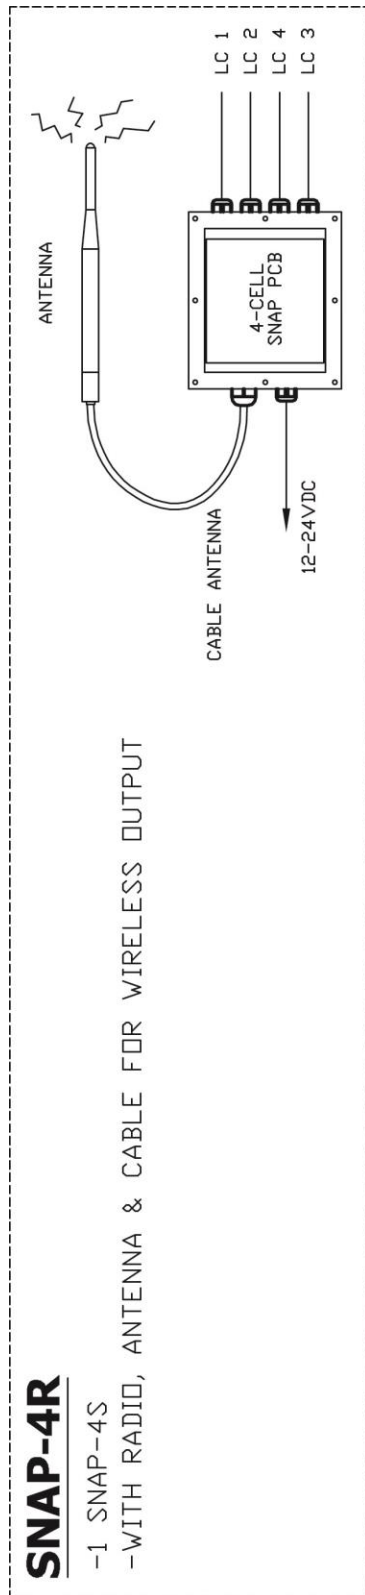 SNAP-4R
-1 SNAP-4S
-WITH RADIO, ANTENNA & CABLE FOR WIRELESS OUTPUT
ANTENNA
CABLE ANTENNA
12-24VDC
4-CELL
SNAP PCB
LC 1
LC 2
LC 4
LC 3